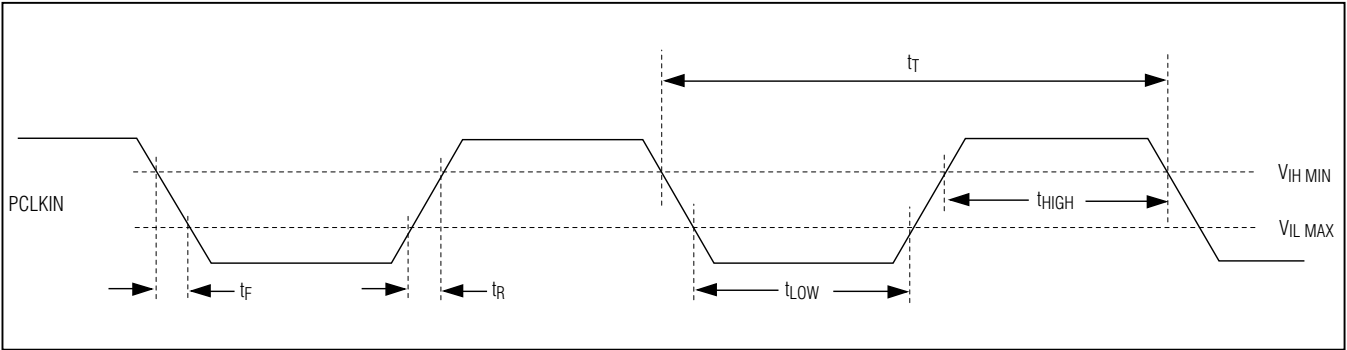 tT
VIH MIN
PCLKIN
tHIGH
VIL MAX
tF
tR
tLOW